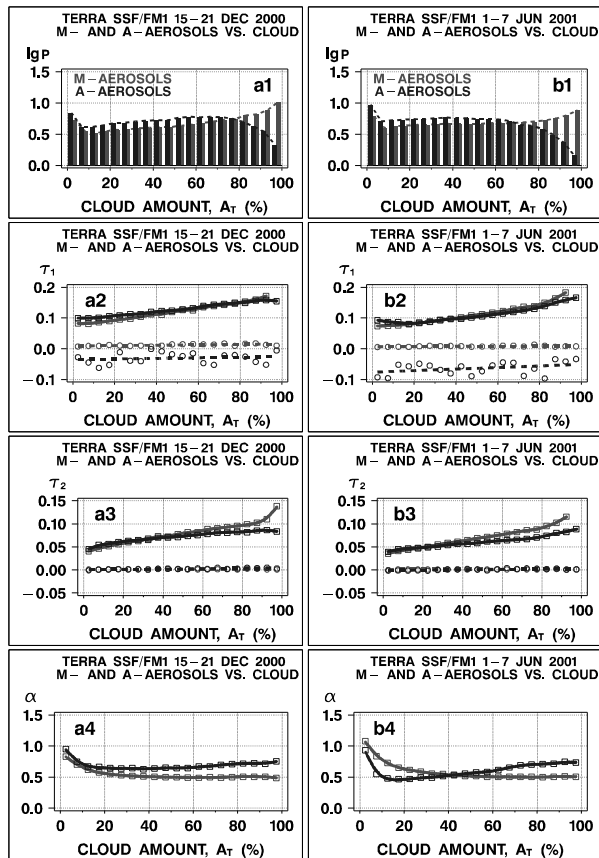 TERRA SSF/FM1 15–21 DEC 2000
M– AND A–AEROSOLS VS. CLOUD
lgP
1.5
1.0
0.5
0.0
M–AEROSOLS
A–AEROSOLS
a1
0 20 40 60 80 100
CLOUD AMOUNT, A_T (%)
TERRA SSF/FM1 1–7 JUN 2001
M– AND A–AEROSOLS VS. CLOUD
lgP
1.5
1.0
0.5
0.0
M–AEROSOLS
A–AEROSOLS
b1
0 20 40 60 80 100
CLOUD AMOUNT, A_T (%)
TERRA SSF/FM1 15–21 DEC 2000
M– AND A–AEROSOLS VS. CLOUD
τ₁
0.2
0.1
0.0
−0.1
a2
0 20 40 60 80 100
CLOUD AMOUNT, A_T (%)
TERRA SSF/FM1 1–7 JUN 2001
M– AND A–AEROSOLS VS. CLOUD
τ₁
0.2
0.1
0.0
−0.1
b2
0 20 40 60 80 100
CLOUD AMOUNT, A_T (%)
TERRA SSF/FM1 15–21 DEC 2000
M– AND A–AEROSOLS VS. CLOUD
τ₂
0.15
0.10
0.05
0.00
−0.05
a3
0 20 40 60 80 100
CLOUD AMOUNT, A_T (%)
TERRA SSF/FM1 1–7 JUN 2001
M– AND A–AEROSOLS VS. CLOUD
τ₂
0.15
0.10
0.05
0.00
−0.05
b3
0 20 40 60 80 100
CLOUD AMOUNT, A_T (%)
TERRA SSF/FM1 15–21 DEC 2000
M– AND A–AEROSOLS VS. CLOUD
α
1.5
1.0
0.5
0.0
a4
0 20 40 60 80 100
CLOUD AMOUNT, A_T (%)
TERRA SSF/FM1 1–7 JUN 2001
M– AND A–AEROSOLS VS. CLOUD
α
1.5
1.0
0.5
0.0
b4
0 20 40 60 80 100
CLOUD AMOUNT, A_T (%)